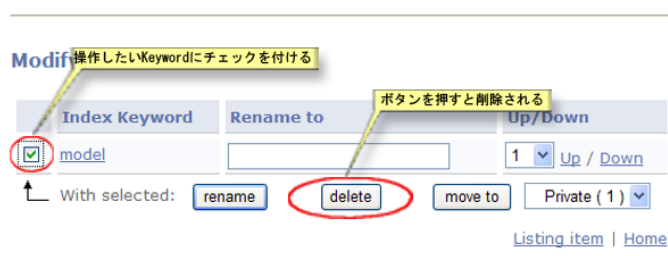 Modify
操作したいKeywordにチェックを付ける
ボタンを押すと削除される
Index Keyword Rename to Up/Down
model 1 Up / Down
With selected: rename delete move to Private ( 1 )
Listing item | Home